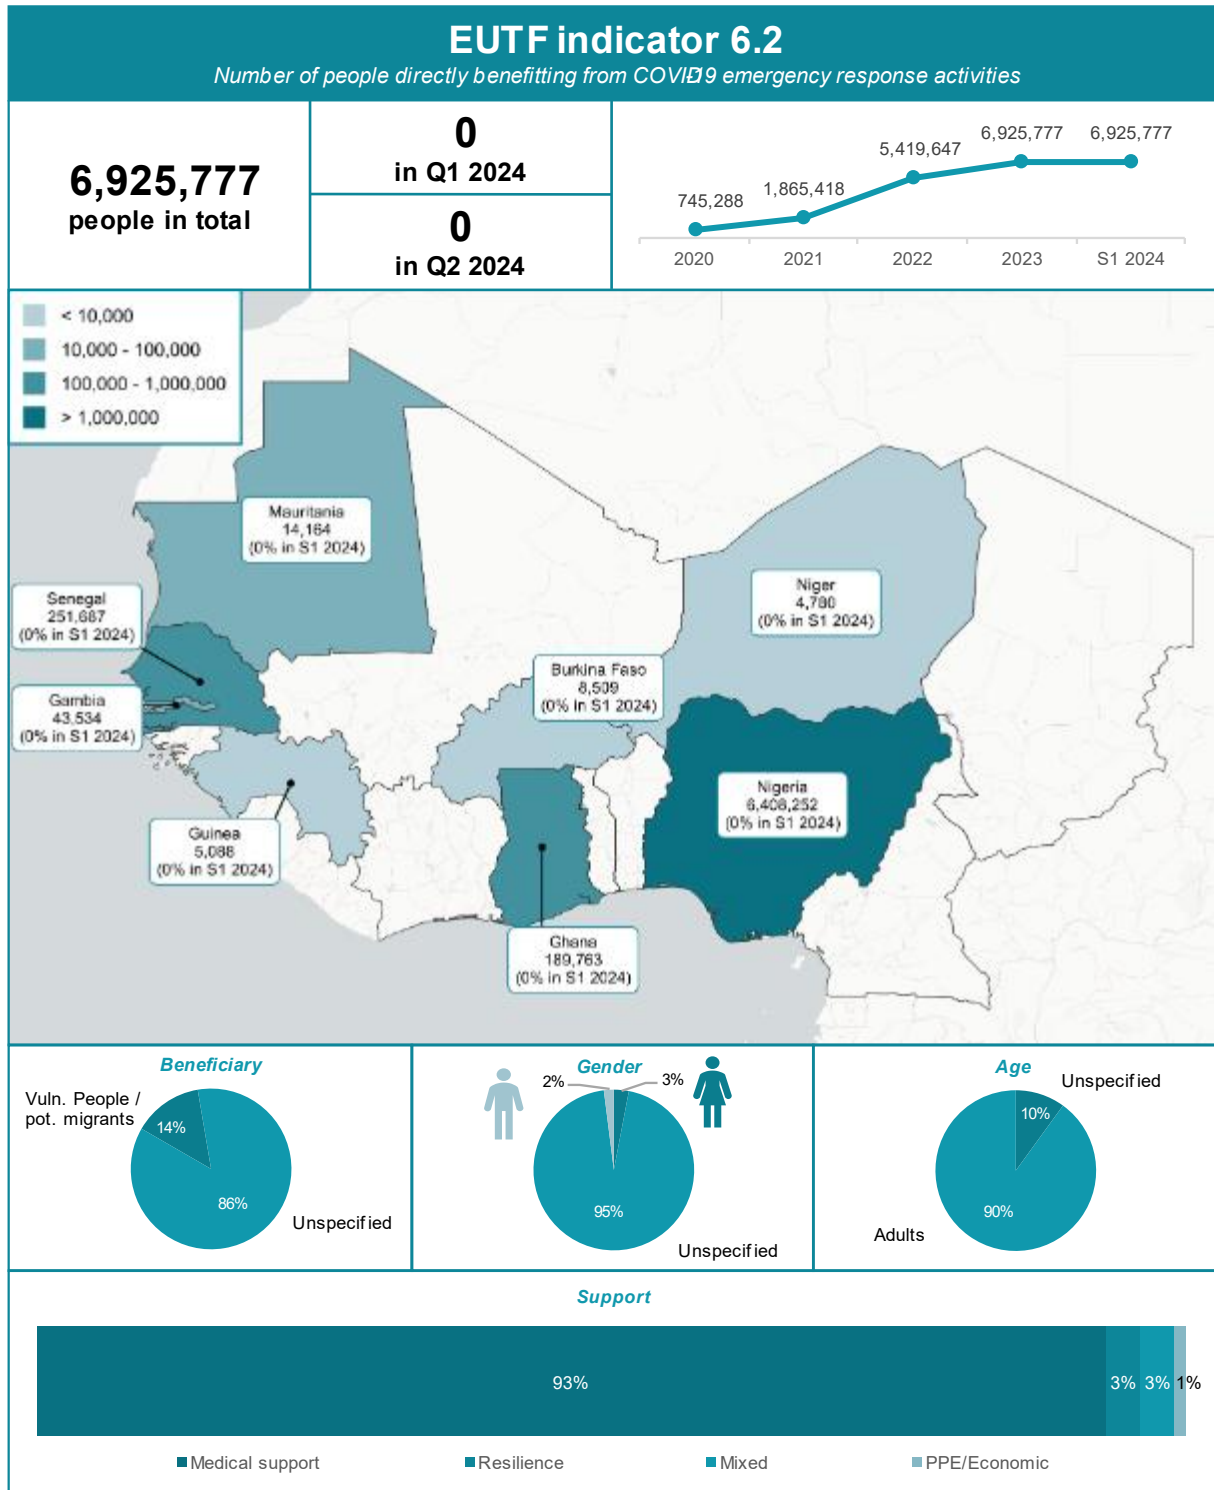 EUTF indicator 6.2
Number of people directly benefitting from COVID-19 emergency response activities
6,925,777
people in total
0
in Q1 2024
0
in Q2 2024
745,288
1,865,418
5,419,647
6,925,777
6,925,777
2020
2021
2022
2023
S1 2024
< 10,000
10,000 - 100,000
100,000 - 1,000,000
> 1,000,000
Mauritania
14,164
(0% in S1 2024)
Senegal
251,687
(0% in S1 2024)
Gambia
43,534
(0% in S1 2024)
Guinea
5,088
(0% in S1 2024)
Niger
4,780
(0% in S1 2024)
Burkina Faso
8,509
(0% in S1 2024)
Nigeria
6,408,252
(0% in S1 2024)
Ghana
189,763
(0% in S1 2024)
Beneficiary
Vuln. People /
pot. migrants
14%
86%
Unspecified
Gender
2%
3%
95%
Unspecified
Age
Unspecified
10%
90%
Adults
Support
93%
3%
3%
1%
Medical support
Resilience
Mixed
PPE/Economic